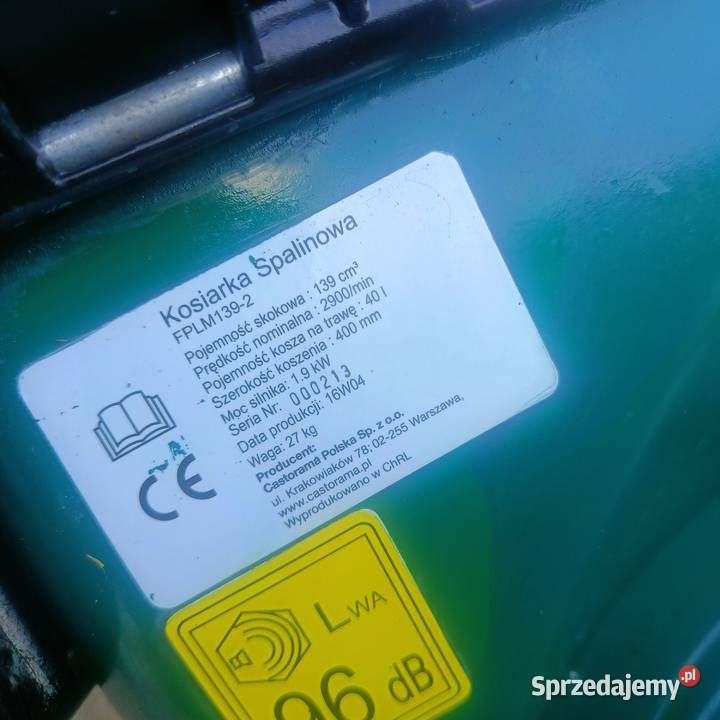 Kosiarka Spalinowa
FPLM139-2
Pojemność skokowa : 139 cm³
Prędkość nominalna : 2900/min
Pojemność kosza na trawę : 40 l
Szerokość koszenia : 400 mm
Moc silnika: 1.9 kW
Seria Nr: 000213
Data produkcji: 16W04
Waga: 27 kg
Producent:
Castorama Polska Sp. z o.o.
ul. Krakowiaków 78; 02-255 Warszawa,
www.castorama.pl
Wyprodukowano w ChRL
CE
LWA
96 dB
Sprzedajemy.pl